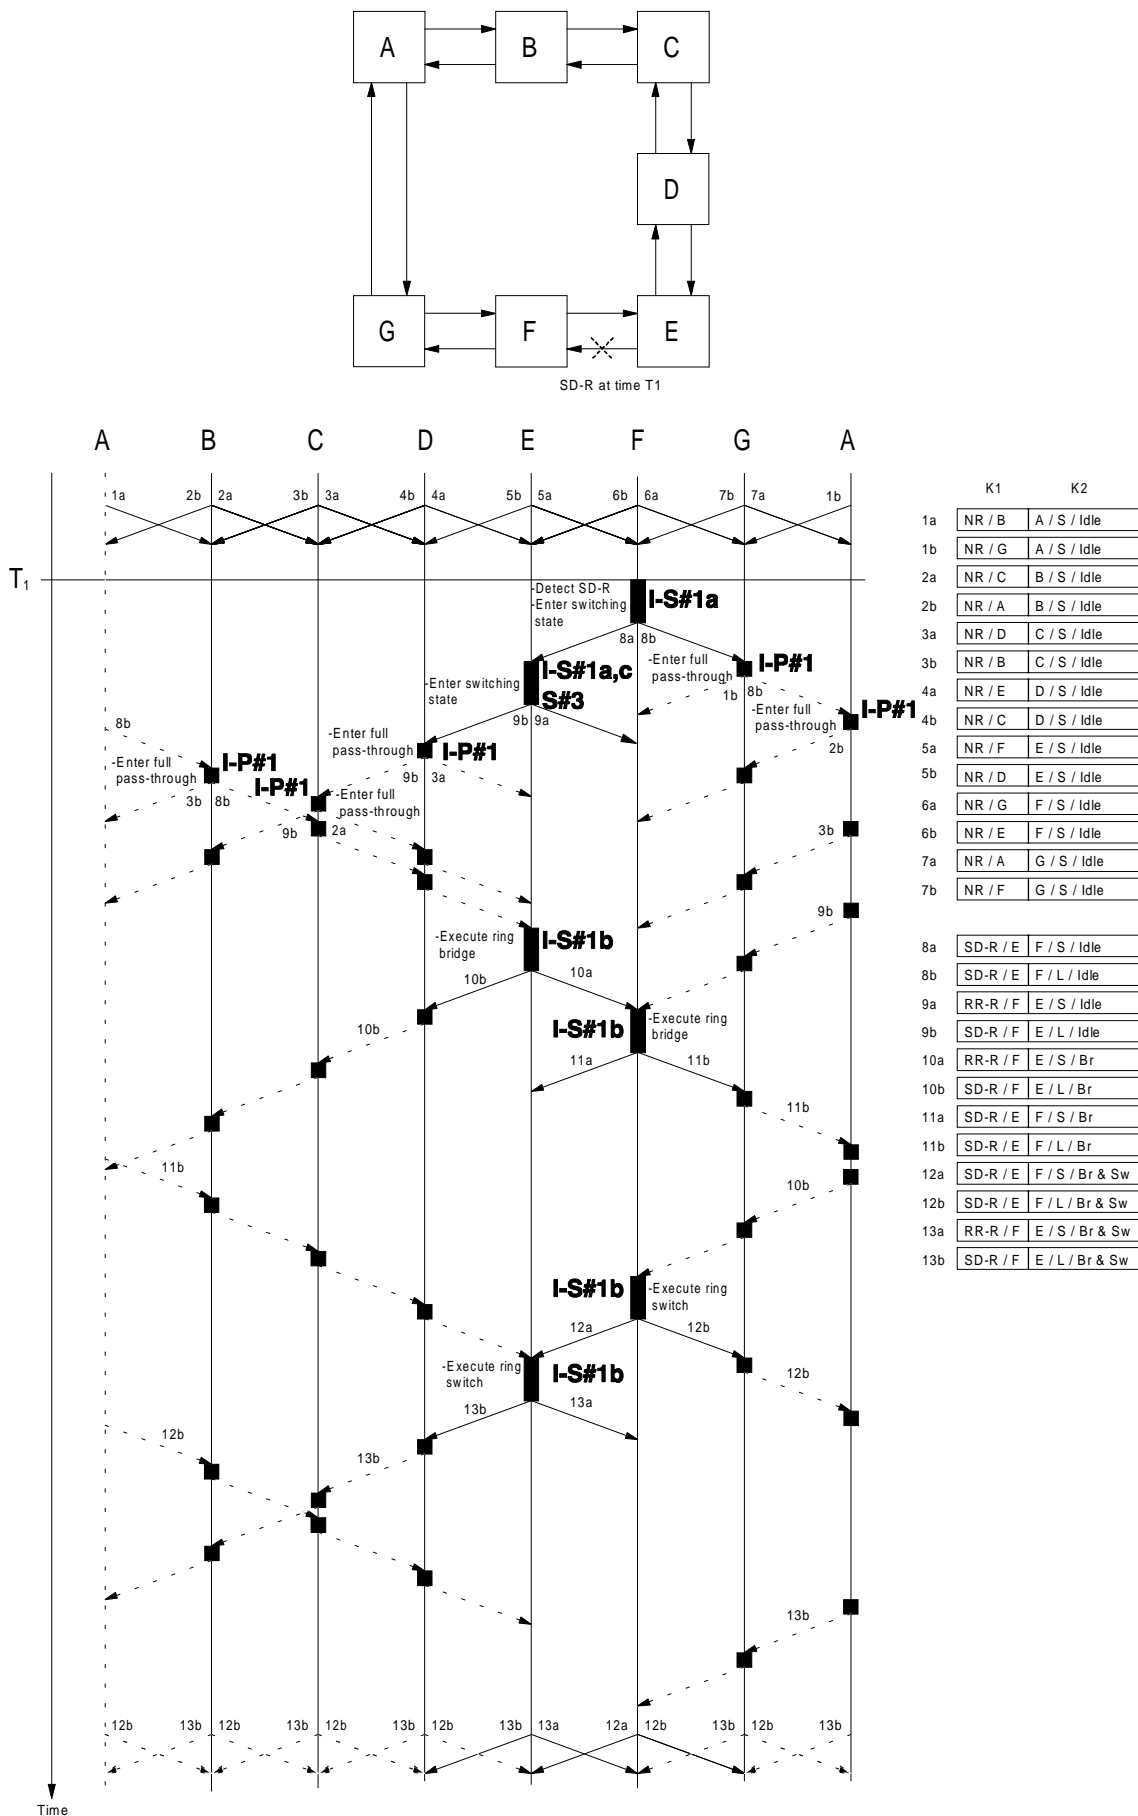 A
B
C
D
G
F
E
SD-R at time T1
A B C D E F G A
1a 2b 2a 3b 3a 4b 4a 5b 5a 6b 6a 7b 7a 1b
T1
-Detect SD-R
-Enter switching
state
I-S#1a
8a 8b
-Enter full
pass-through
I-P#1
I-S#1a,c
S#3
-Enter switching
state
1b 8b
-Enter full
pass-through
I-P#1
9b 9a
8b
-Enter full
pass-through
I-P#1
2b
-Enter full
pass-through
I-P#1
9b 3a
I-P#1
-Enter full
pass-through
3b 8b
9b 2a
3b
9b
-Execute ring
bridge
I-S#1b
10b 10a
I-S#1b
-Execute ring
bridge
10b
11a 11b
11b
11b
10b
I-S#1b
-Execute ring
switch
12a 12b
-Execute ring
switch
I-S#1b
12b
13b 13a
12b
13b
13b
12b 13b 12b 13b 12b 13b 12b 13b 13a 12a 12b 13b 12b 13b
Time
K1 K2
1a NR / B A / S / Idle
1b NR / G A / S / Idle
2a NR / C B / S / Idle
2b NR / A B / S / Idle
3a NR / D C / S / Idle
3b NR / B C / S / Idle
4a NR / E D / S / Idle
4b NR / C D / S / Idle
5a NR / F E / S / Idle
5b NR / D E / S / Idle
6a NR / G F / S / Idle
6b NR / E F / S / Idle
7a NR / A G / S / Idle
7b NR / F G / S / Idle
8a SD-R / E F / S / Idle
8b SD-R / E F / L / Idle
9a RR-R / F E / S / Idle
9b SD-R / F E / L / Idle
10a RR-R / F E / S / Br
10b SD-R / F E / L / Br
11a SD-R / E F / S / Br
11b SD-R / E F / L / Br
12a SD-R / E F / S / Br & Sw
12b SD-R / E F / L / Br & Sw
13a RR-R / F E / S / Br & Sw
13b SD-R / F E / L / Br & Sw